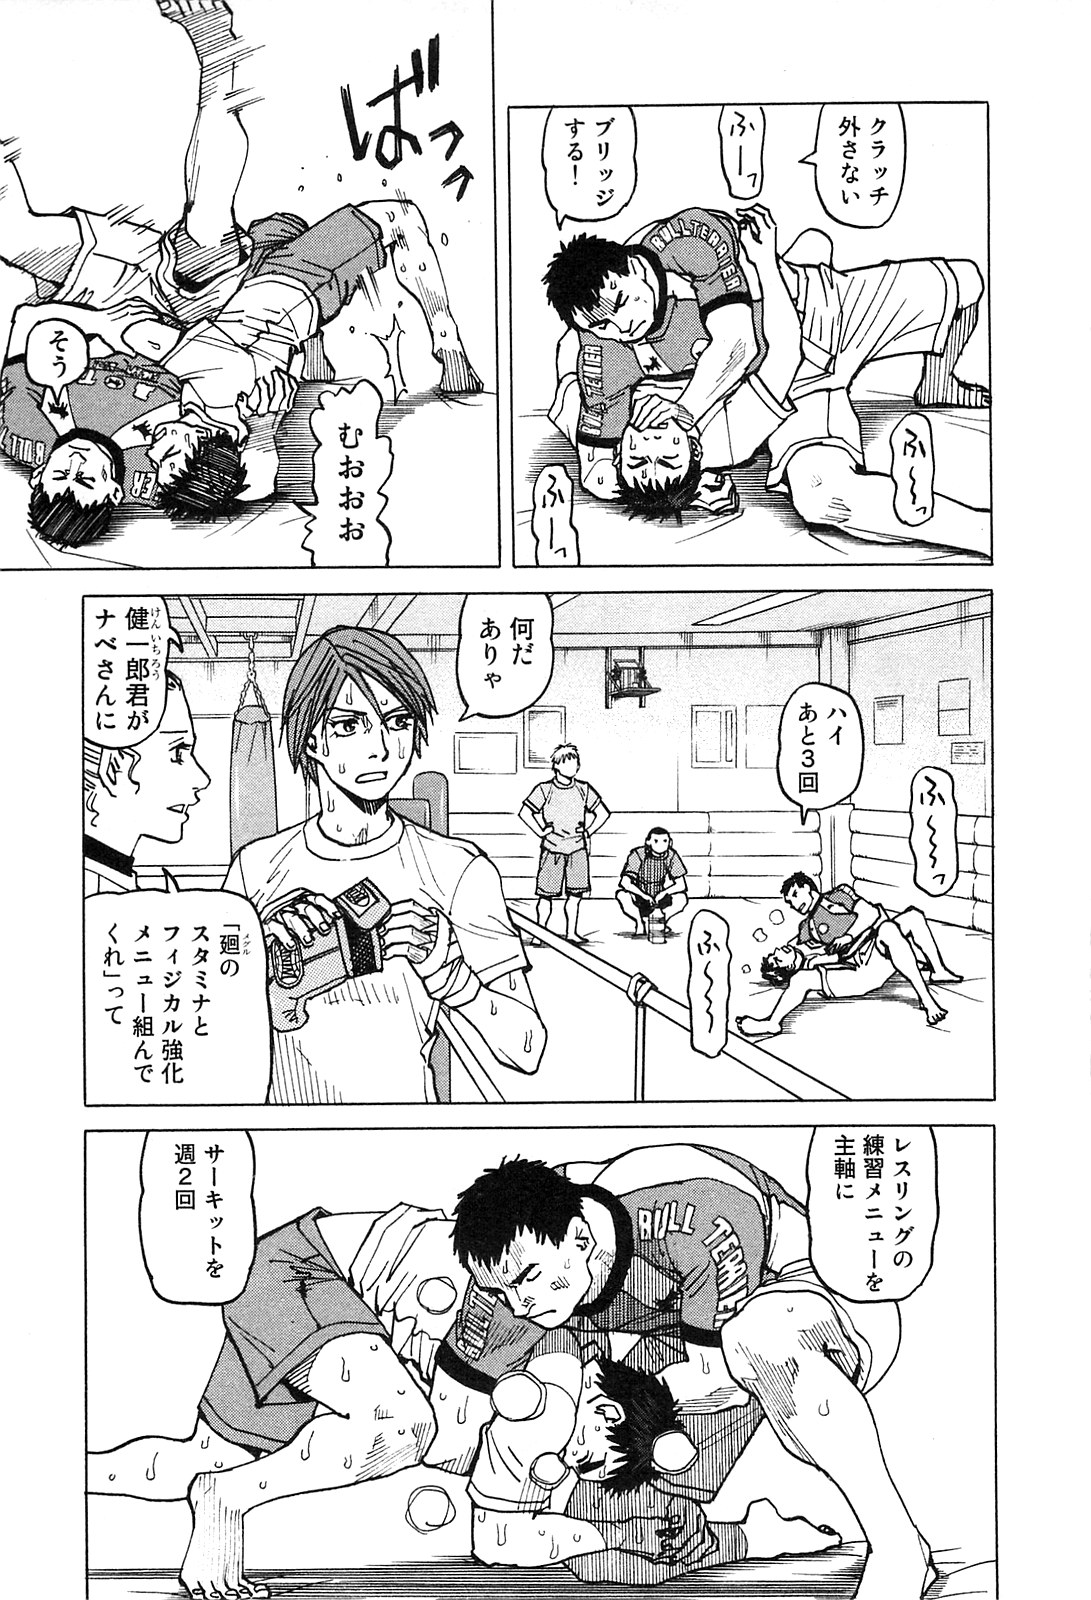 クラッチ
外さない
ふーっ
ブリッジ
する！
BULLTERRIER
ふ〜っ
ふーっ
ばっ
そう
むおおお
何だ
ありゃ
ハイ
あと3回
ふ〜〜っ
ふ〜〜っ
健一郎君が
けんいちろう
ナベさんに
「廻の
メグル
スタミナと
フィジカル強化
メニュー組んで
くれ」って
レスリングの
練習メニューを
主軸に
サーキットを
週2回
BULL